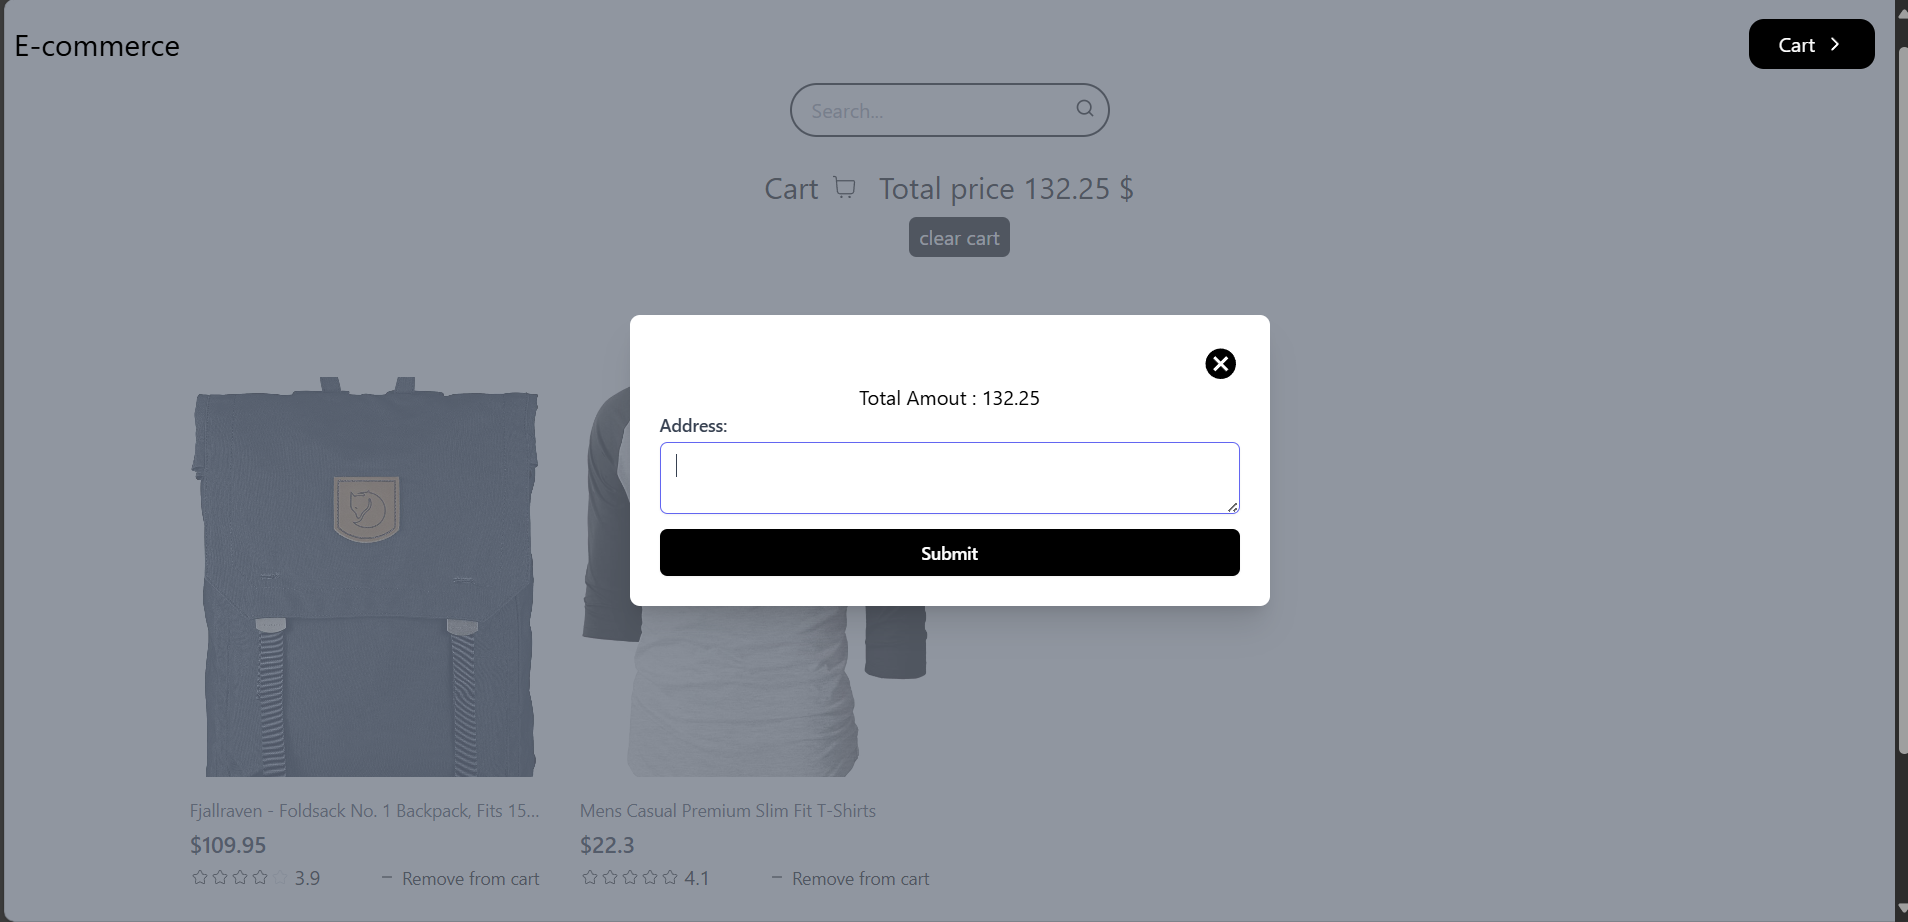 E-commerce
Cart
Search...
Cart Total price 132.25 $
clear cart
Total Amout : 132.25
Address:
Submit
Fjallraven - Foldsack No. 1 Backpack, Fits 15...
$109.95
3.9 Remove from cart
Mens Casual Premium Slim Fit T-Shirts
$22.3
4.1 Remove from cart